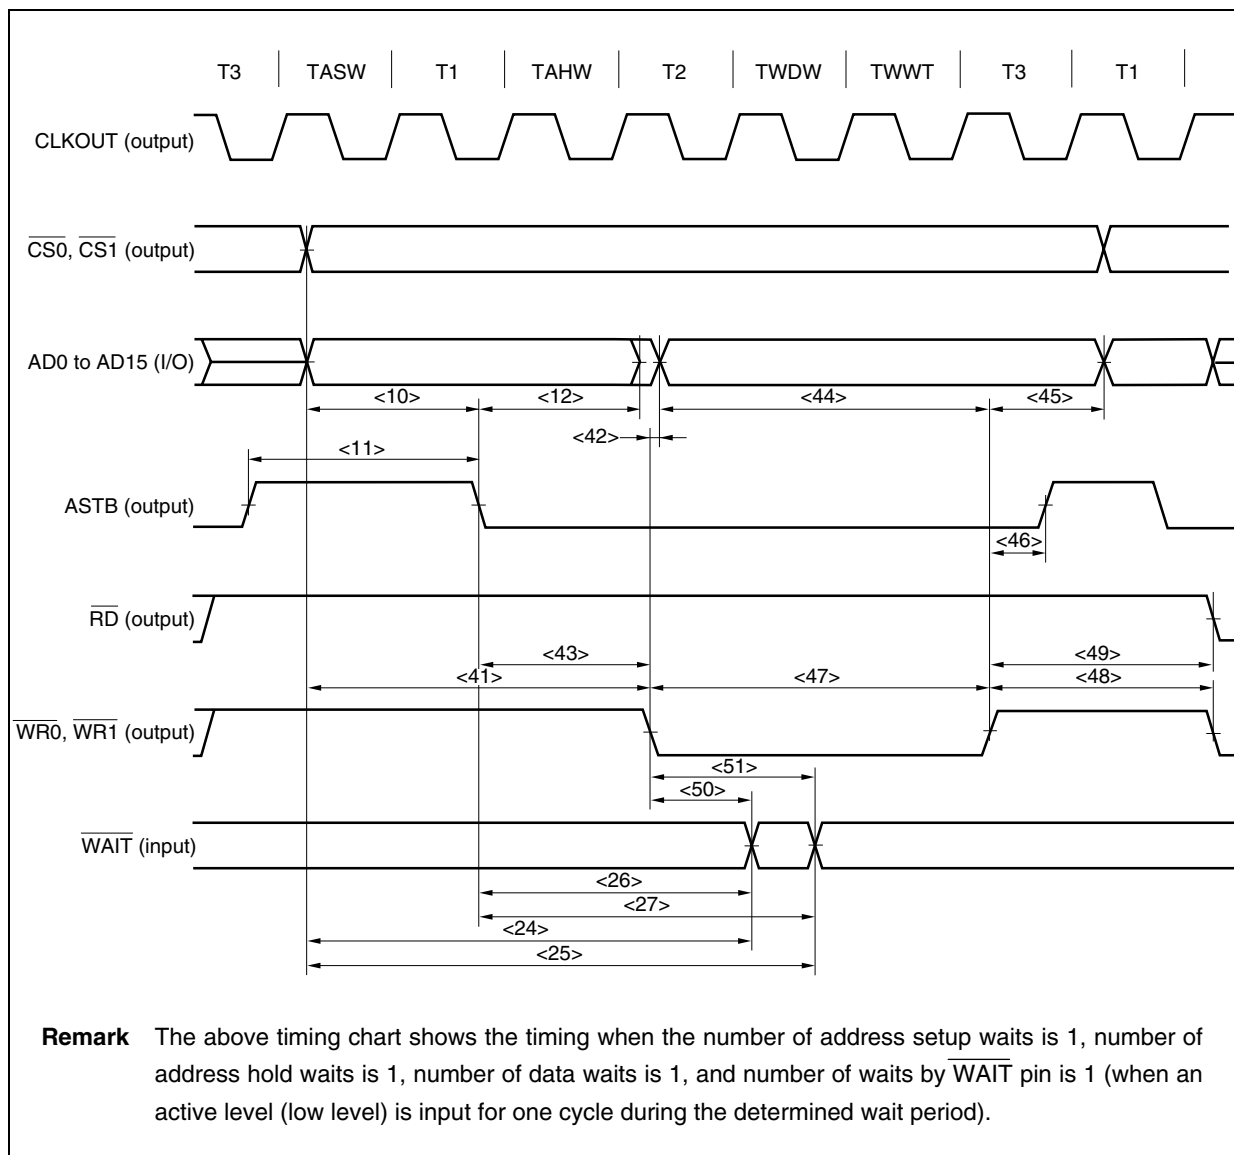 T3 TASW T1 TAHW T2 TWDW TWWT T3 T1
CLKOUT (output)
CS0, CS1 (output)
AD0 to AD15 (I/O)
<10> <12> <44> <45>
<42>
<11>
ASTB (output)
<46>
RD (output)
<43> <49>
<41> <47> <48>
WR0, WR1 (output)
<51>
<50>
WAIT (input)
<26>
<27>
<24>
<25>
Remark The above timing chart shows the timing when the number of address setup waits is 1, number of
address hold waits is 1, number of data waits is 1, and number of waits by WAIT pin is 1 (when an
active level (low level) is input for one cycle during the determined wait period).